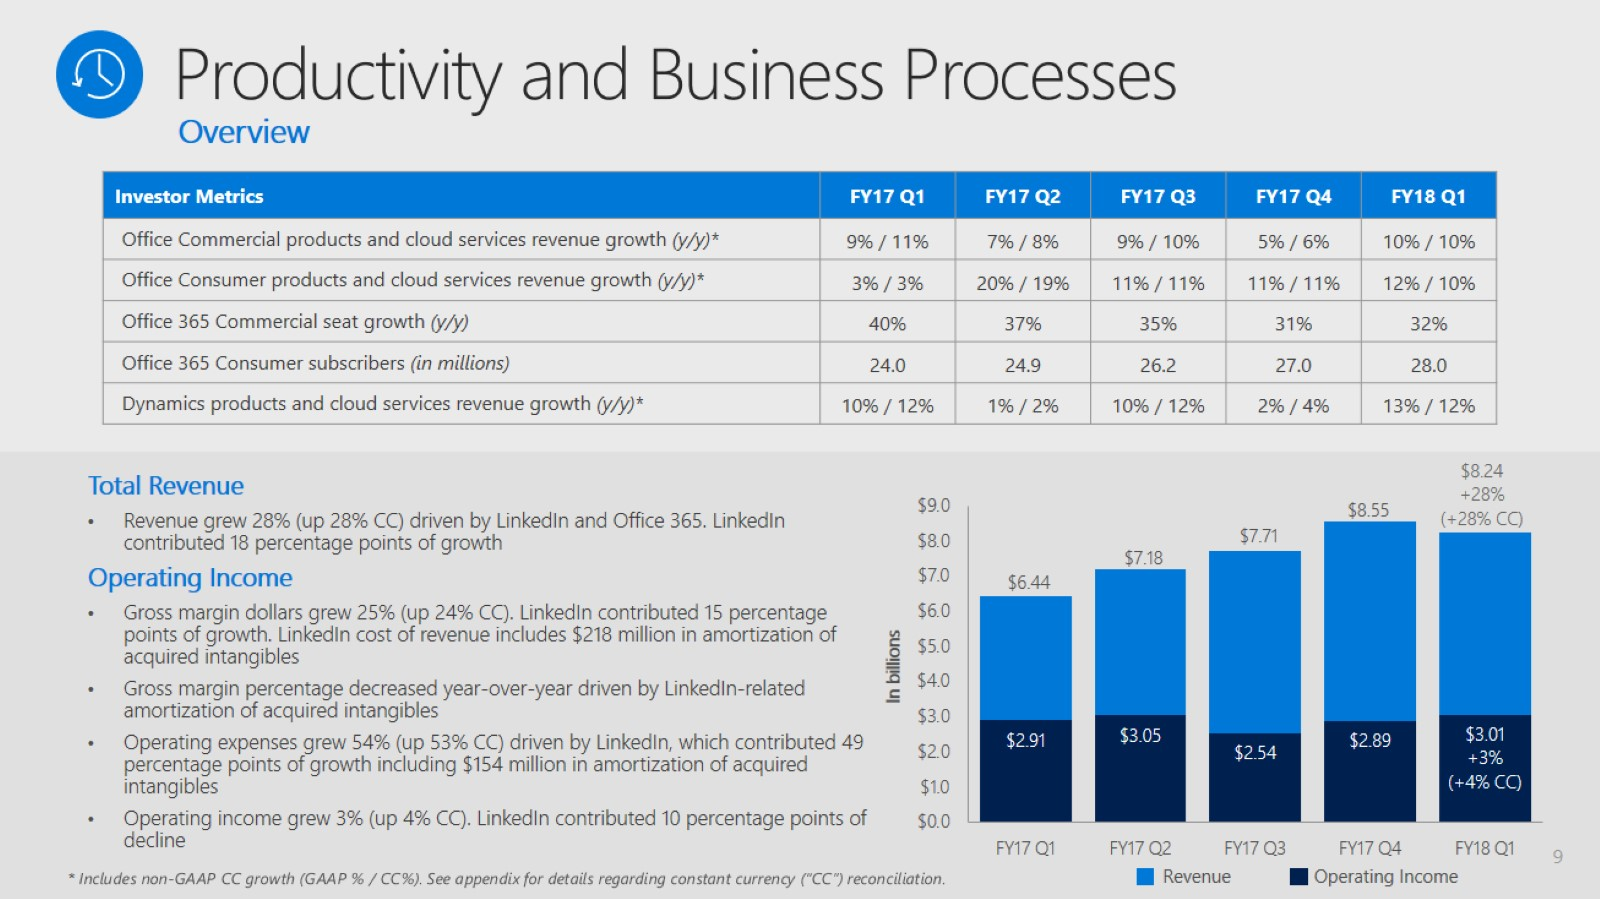 Productivity and Business Processes
Overview
Investor Metrics FY17 Q1 FY17 Q2 FY17 Q3 FY17 Q4 FY18 Q1
Office Commercial products and cloud services revenue growth (y/y)* 9% / 11% 7% / 8% 9% / 10% 5% / 6% 10% / 10%
Office Consumer products and cloud services revenue growth (y/y)* 3% / 3% 20% / 19% 11% / 11% 11% / 11% 12% / 10%
Office 365 Commercial seat growth (y/y) 40% 37% 35% 31% 32%
Office 365 Consumer subscribers (in millions) 24.0 24.9 26.2 27.0 28.0
Dynamics products and cloud services revenue growth (y/y)* 10% / 12% 1% / 2% 10% / 12% 2% / 4% 13% / 12%
Total Revenue
• Revenue grew 28% (up 28% CC) driven by LinkedIn and Office 365. LinkedIn
contributed 18 percentage points of growth
Operating Income
• Gross margin dollars grew 25% (up 24% CC). LinkedIn contributed 15 percentage
points of growth. LinkedIn cost of revenue includes $218 million in amortization of
acquired intangibles
• Gross margin percentage decreased year-over-year driven by LinkedIn-related
amortization of acquired intangibles
• Operating expenses grew 54% (up 53% CC) driven by LinkedIn, which contributed 49
percentage points of growth including $154 million in amortization of acquired
intangibles
• Operating income grew 3% (up 4% CC). LinkedIn contributed 10 percentage points of
decline
* Includes non-GAAP CC growth (GAAP % / CC%). See appendix for details regarding constant currency ("CC") reconciliation.
In billions
$9.0
$8.0
$7.0
$6.0
$5.0
$4.0
$3.0
$2.0
$1.0
$0.0
$6.44
$7.18
$7.71
$8.55
$8.24
+28%
(+28% CC)
$2.91
$3.05
$2.54
$2.89
$3.01
+3%
(+4% CC)
FY17 Q1 FY17 Q2 FY17 Q3 FY17 Q4 FY18 Q1
Revenue Operating Income
9